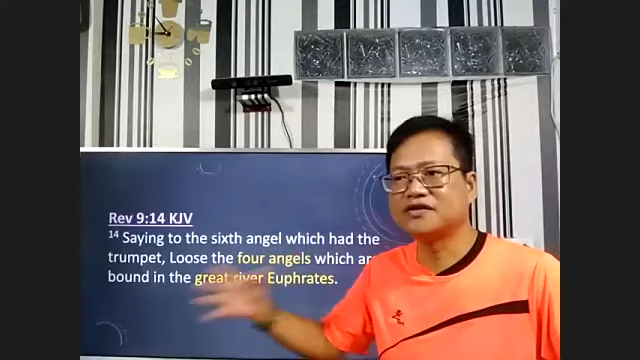 Rev 9:14 KJV
14 Saying to the sixth angel which had the
trumpet, Loose the four angels which
bound in the great river Euphrates.